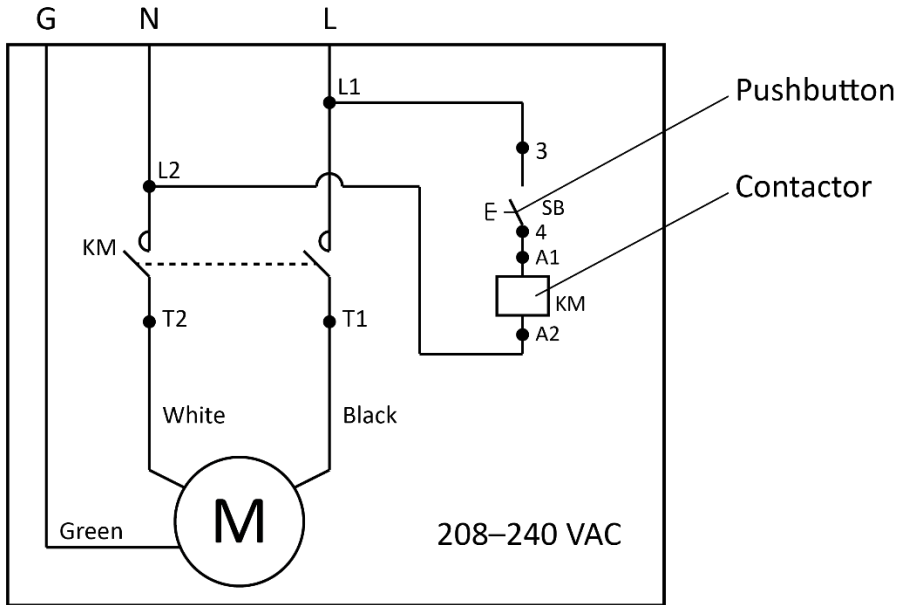 G N L
L1
Pushbutton
3
L2
Contactor
SB
E
4
KM
A1
KM
T2 T1
A2
White Black
M
Green
208–240 VAC